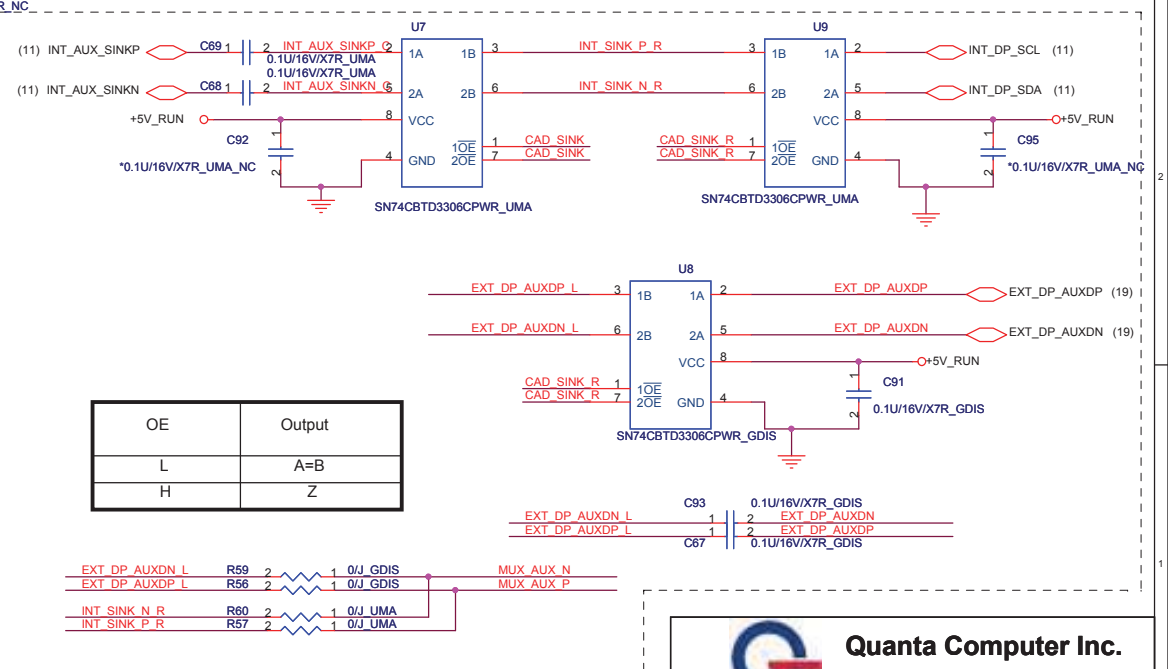 R_NC
U7
U9
(11) INT_AUX_SINKP C69 1 2 INT_AUX_SINKP_C 2 1A 1B 3 INT_SINK_P_R 3 1B 1A 2 INT_DP_SCL (11)
0.1U/16V/X7R_UMA
0.1U/16V/X7R_UMA
(11) INT_AUX_SINKN C68 1 2 INT_AUX_SINKN_C 5 2A 2B 6 INT_SINK_N_R 6 2B 2A 5 INT_DP_SDA (11)
+5V_RUN 8 VCC VCC 8 +5V_RUN
C92 1 1OE 1 CAD_SINK CAD_SINK_R 1 1OE 1 C95
*0.1U/16V/X7R_UMA_NC 2 4 GND 2OE 7 CAD_SINK CAD_SINK_R 7 2OE GND 4 2 *0.1U/16V/X7R_UMA_NC
2
SN74CBTD3306CPWR_UMA
SN74CBTD3306CPWR_UMA
U8
EXT_DP_AUXDP_L 3 1B 1A 2 EXT_DP_AUXDP EXT_DP_AUXDP (19)
EXT_DP_AUXDN_L 6 2B 2A 5 EXT_DP_AUXDN EXT_DP_AUXDN (19)
VCC 8 +5V_RUN
CAD_SINK_R 1 1OE 1 C91
CAD_SINK_R 7 2OE GND 4 2 0.1U/16V/X7R_GDIS
SN74CBTD3306CPWR_GDIS
OE Output
L A=B
H Z
C93 0.1U/16V/X7R_GDIS
EXT_DP_AUXDN_L 1 2 EXT_DP_AUXDN
EXT_DP_AUXDP_L 1 2 EXT_DP_AUXDP
C67 0.1U/16V/X7R_GDIS
EXT_DP_AUXDN_L R59 2 1 0/J_GDIS MUX_AUX_N
EXT_DP_AUXDP_L R56 2 1 0/J_GDIS MUX_AUX_P
1
INT_SINK_N_R R60 2 1 0/J_UMA
INT_SINK_P_R R57 2 1 0/J_UMA
Quanta Computer Inc.